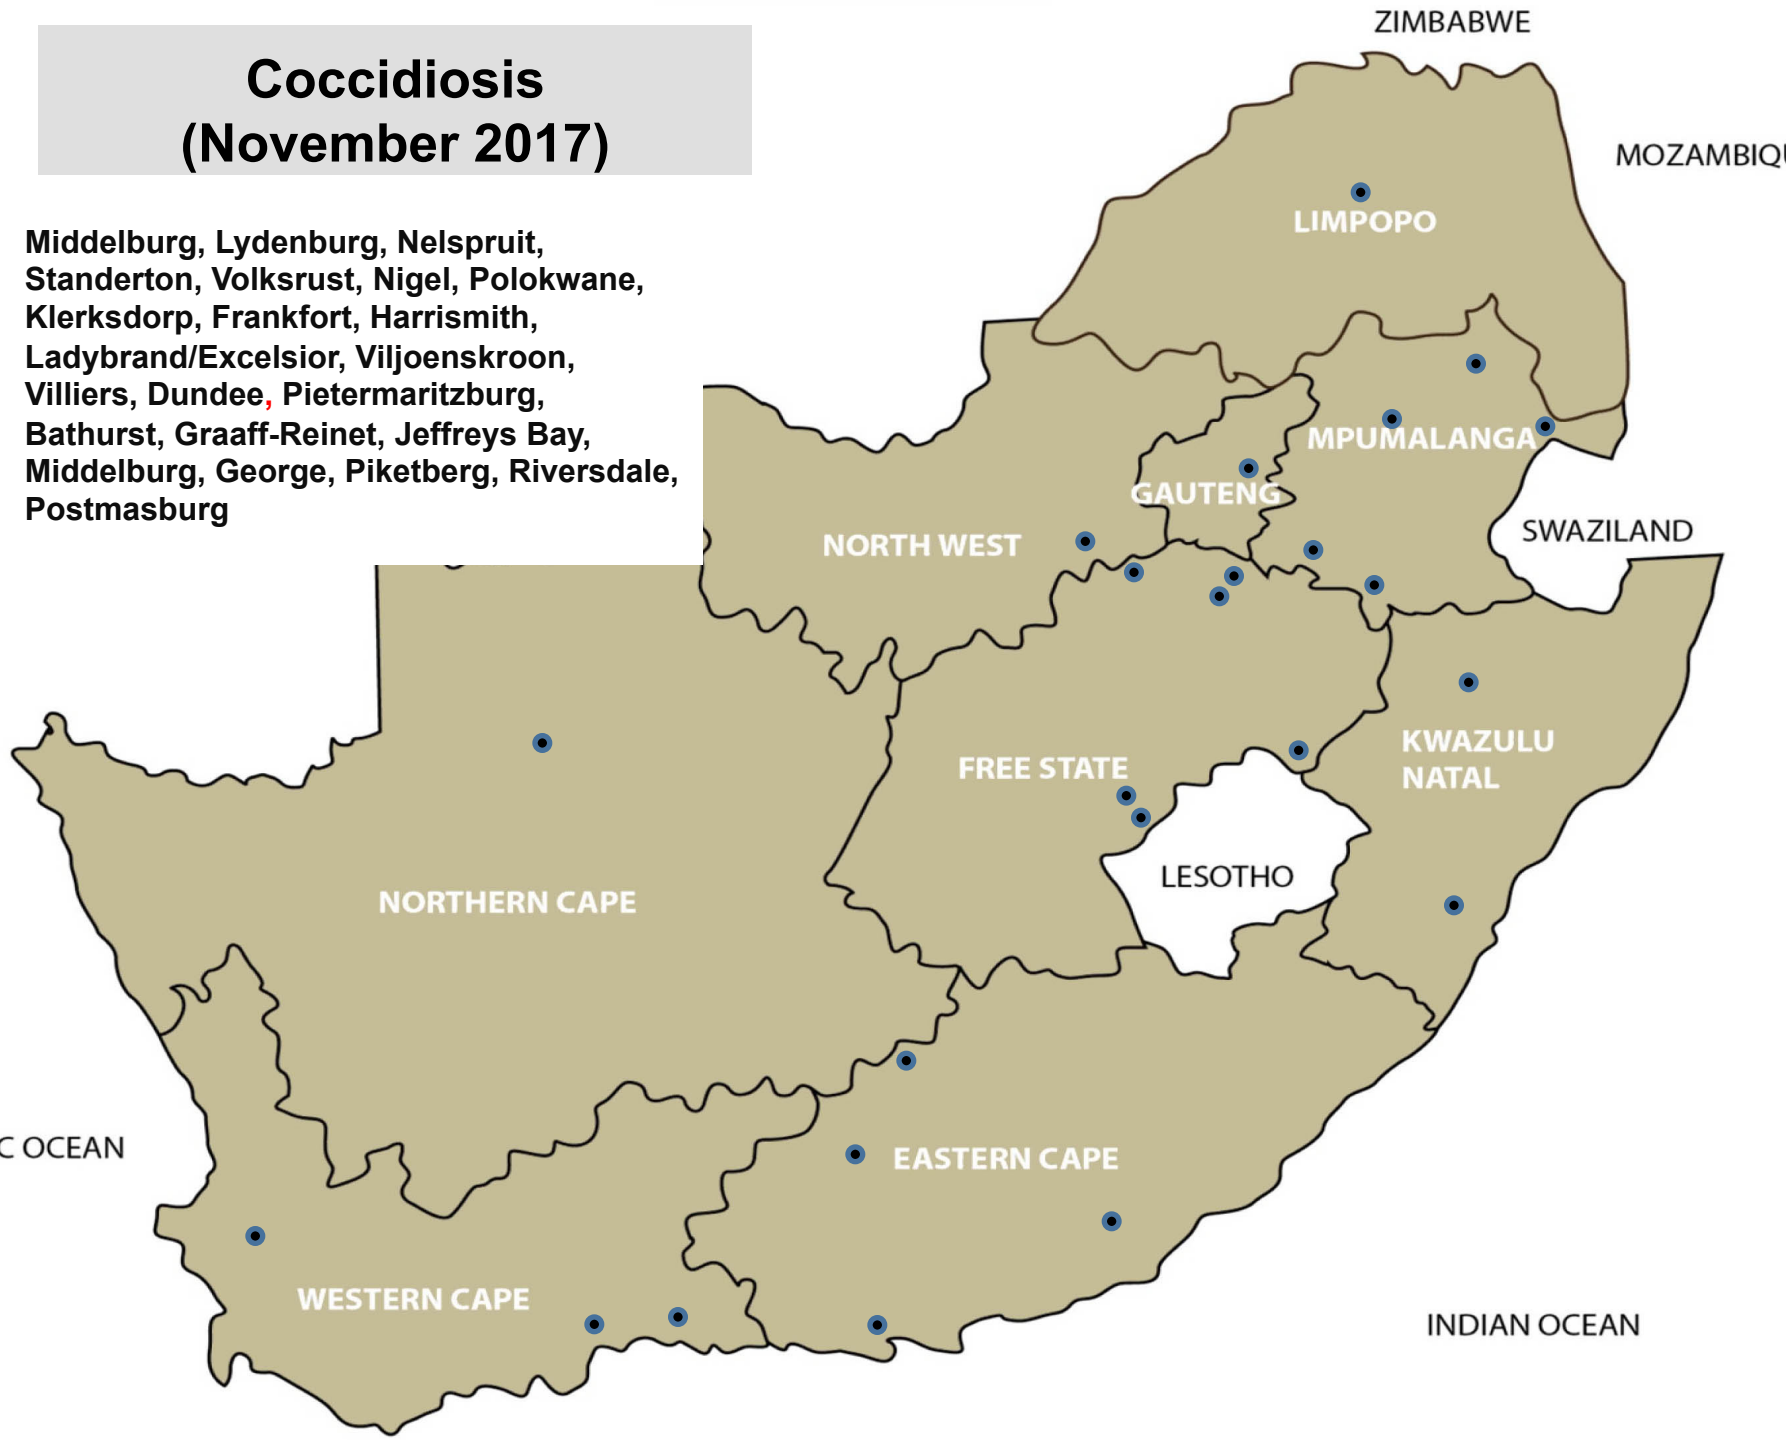 Coccidiosis
(November 2017)
Middelburg, Lydenburg, Nelspruit,
Standerton, Volksrust, Nigel, Polokwane,
Klerksdorp, Frankfort, Harrismith,
Ladybrand/Excelsior, Viljoenskroon,
Villiers, Dundee, Pietermaritzburg,
Bathurst, Graaff-Reinet, Jeffreys Bay,
Middelburg, George, Piketberg, Riversdale,
Postmasburg
ZIMBABWE
MOZAMBIQU
LIMPOPO
MPUMALANGA
GAUTENG
NORTH WEST
SWAZILAND
KWAZULU
NATAL
FREE STATE
LESOTHO
NORTHERN CAPE
C OCEAN
EASTERN CAPE
WESTERN CAPE
INDIAN OCEAN